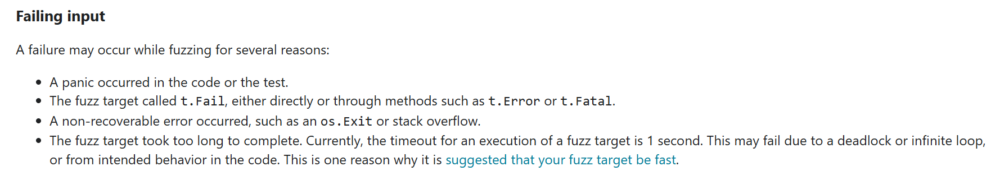 Failing input
A failure may occur while fuzzing for several reasons:
• A panic occurred in the code or the test.
• The fuzz target called t.Fail, either directly or through methods such as t.Error or t.Fatal.
• A non-recoverable error occurred, such as an os.Exit or stack overflow.
• The fuzz target took too long to complete. Currently, the timeout for an execution of a fuzz target is 1 second. This may fail due to a deadlock or infinite loop,
or from intended behavior in the code. This is one reason why it is suggested that your fuzz target be fast.